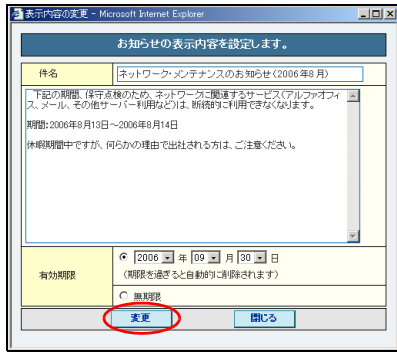 表示内容の変更 - Microsoft Internet Explorer
お知らせの表示内容を設定します。
件名
ネットワーク・メンテナンスのお知らせ(2006年8月)
下記の期間、保守点検のため、ネットワークに関連するサービス(アルファオフィ
ス、メール、その他サーバー利用など)は、断続的に利用できなくなります。
期間:2006年8月13日~2006年8月14日
休暇期間中ですが、何らかの理由で出社される方は、ご注意ください。
有効期限
2006 年 09 月 30 日
(期限を過ぎると自動的に削除されます)
無期限
変更 閉じる